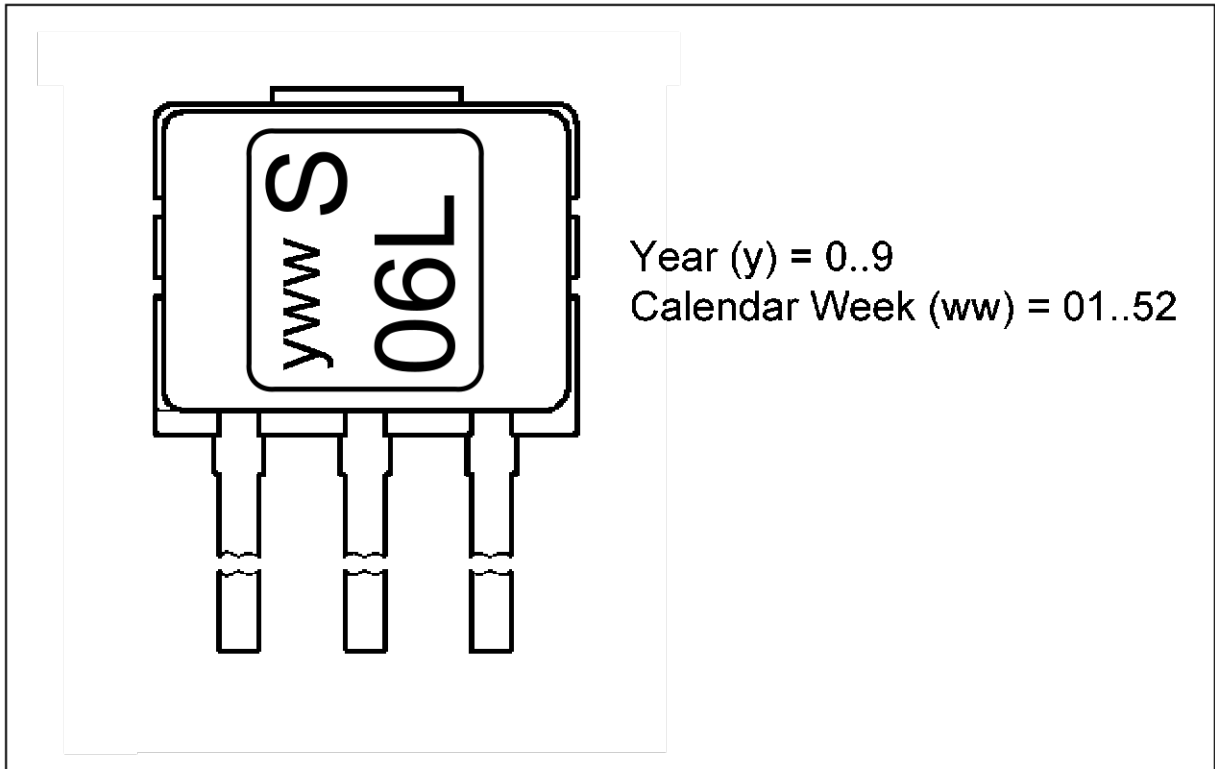 yww S
06L
Year (y) = 0..9
Calendar Week (ww) = 01..52